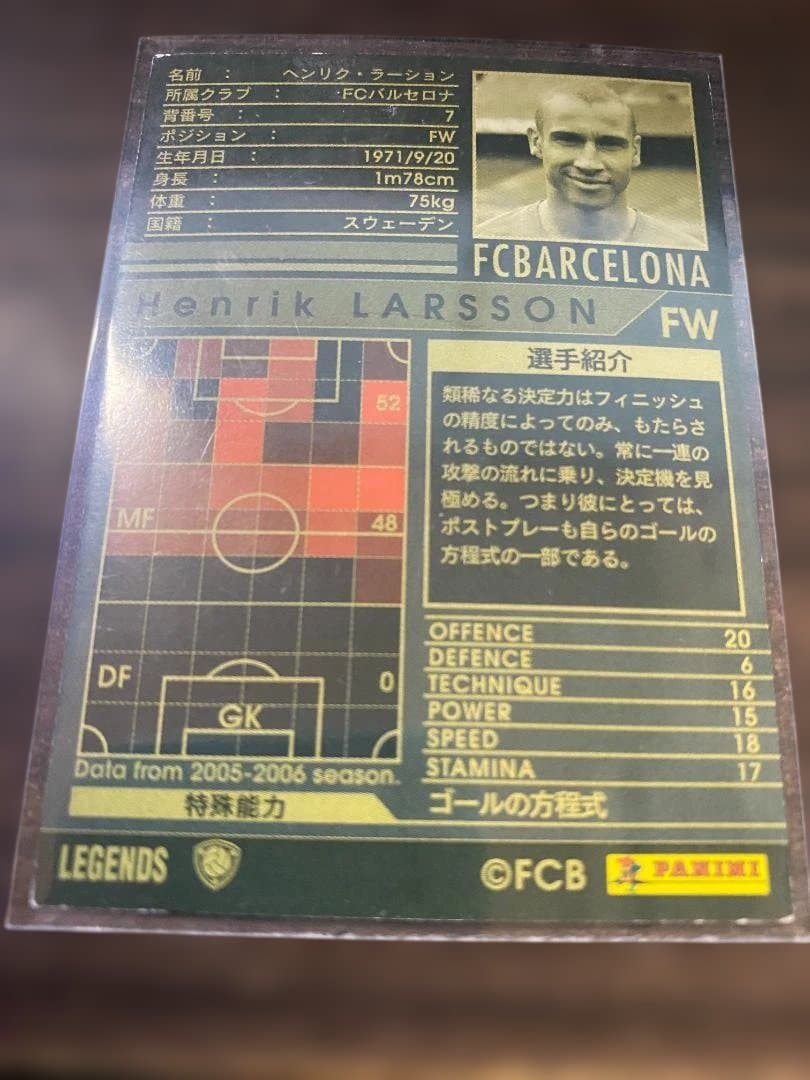 名前 : ヘンリク・ラーション
所属クラブ : FCバルセロナ
背番号 : 7
ポジション : FW
生年月日 : 1971/9/20
身長 : 1m78cm
体重 : 75kg
国籍 : スウェーデン
FCBARCELONA
Henrik LARSSON FW
52
MF 48
DF 0
GK
Data from 2005-2006 season.
選手紹介
類稀なる決定力はフィニッシュ
の精度によってのみ、もたらさ
れるものではない。常に一連の
攻撃の流れに乗り、決定機を見
極める。つまり彼にとっては、
ポストプレーも自らのゴールの
方程式の一部である。
OFFENCE 20
DEFENCE 6
TECHNIQUE 16
POWER 15
SPEED 18
STAMINA 17
特殊能力 ゴールの方程式
LEGENDS ©FCB PANINI